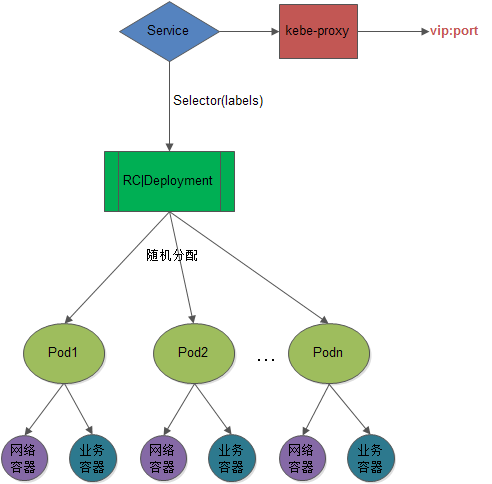 Service
kebe-proxy
vip:port
Selector(labels)
RC|Deployment
随机分配
Pod1
Pod2
...
Podn
网络
容器
业务
容器
网络
容器
业务
容器
网络
容器
业务
容器